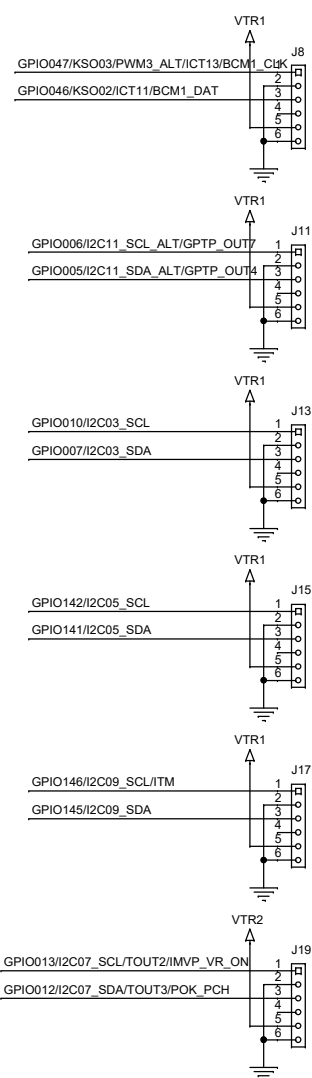 VTR1
J8
GPIO047/KSO03/PWM3_ALT/ICT13/BCM1_CLK
1
2
GPIO046/KSO02/ICT11/BCM1_DAT
3
4
5
6
VTR1
J11
GPIO006/I2C11_SCL_ALT/GPTP_OUT7
1
2
GPIO005/I2C11_SDA_ALT/GPTP_OUT4
3
4
5
6
VTR1
J13
GPIO010/I2C03_SCL
1
2
GPIO007/I2C03_SDA
3
4
5
6
VTR1
J15
GPIO142/I2C05_SCL
1
2
GPIO141/I2C05_SDA
3
4
5
6
VTR1
J17
GPIO146/I2C09_SCL/ITM
1
2
GPIO145/I2C09_SDA
3
4
5
6
VTR2
J19
GPIO013/I2C07_SCL/TOUT2/IMVP_VR_ON
1
2
GPIO012/I2C07_SDA/TOUT3/POK_PCH
3
4
5
6